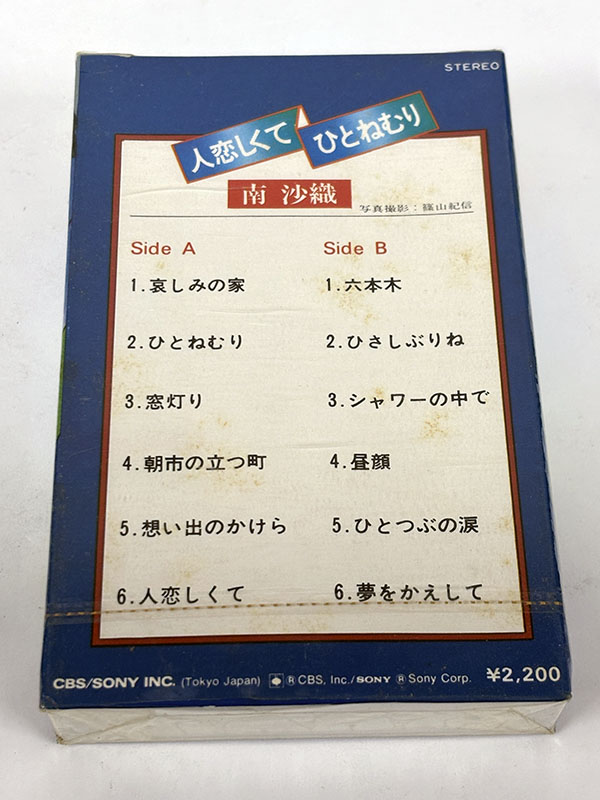 STEREO
人恋しくて ひとねむり
南 沙織
写真撮影：篠山紀信
Side A
1.哀しみの家
2.ひとねむり
3.窓灯り
4.朝市の立つ町
5.想い出のかけら
6.人恋しくて
Side B
1.六本木
2.ひさしぶりね
3.シャワーの中で
4.昼顔
5.ひとつぶの涙
6.夢をかえして
CBS/SONY INC. (Tokyo Japan) ® CBS, Inc./SONY ® Sony Corp. ¥2,200